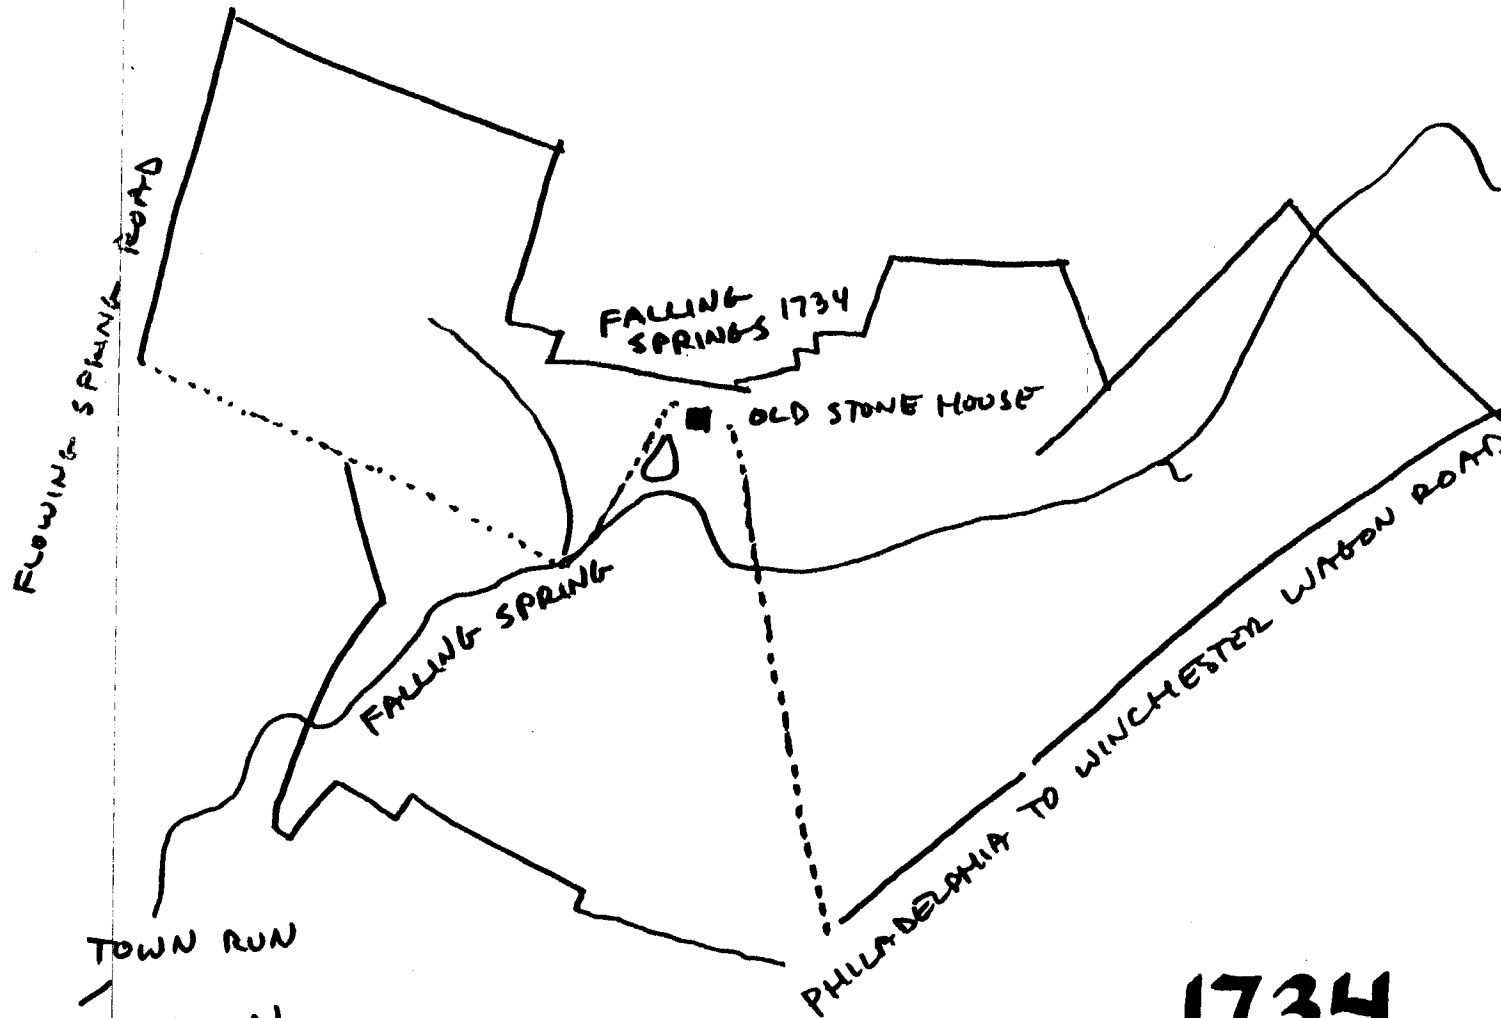 FLOWING SPRING ROAD
FALLING
SPRINGS 1734
OLD STONE HOUSE
FALLING SPRING
PHILADELPHIA TO WINCHESTER WAGON ROAD
TOWN RUN
1734